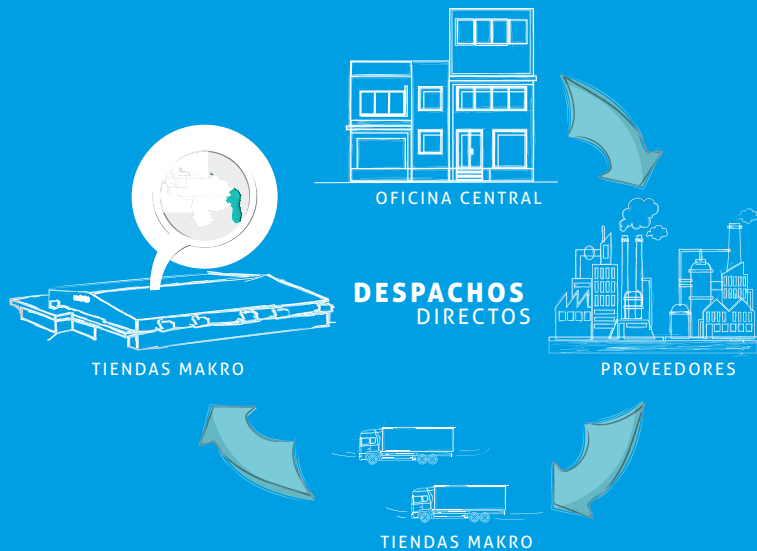 OFICINA CENTRAL
DESPACHOS
DIRECTOS
TIENDAS MAKRO
PROVEEDORES
TIENDAS MAKRO